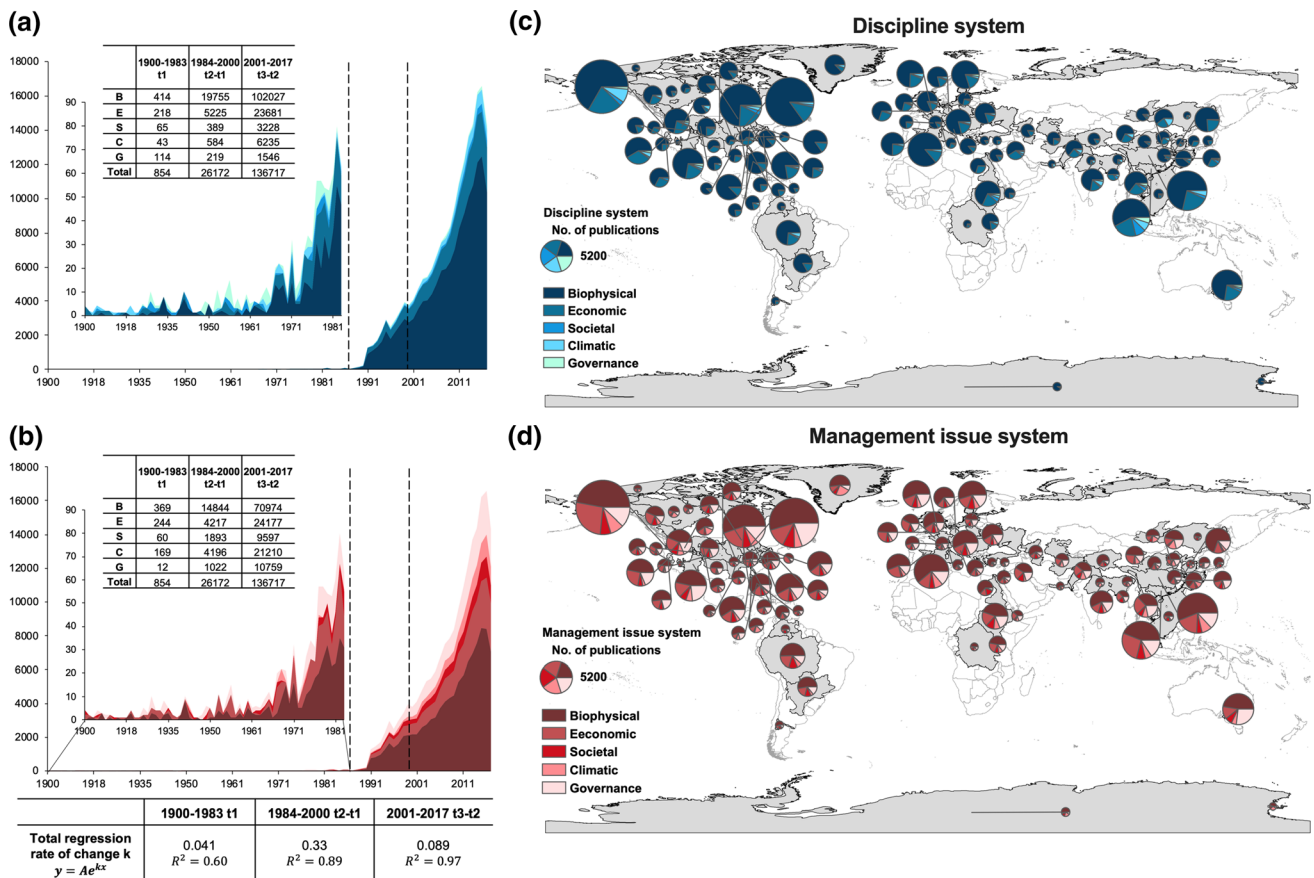 (a)
1900-1983 t1 1984-2000 t2-t1 2001-2017 t3-t2
B 414 19755 102027
E 218 5225 23681
S 65 389 3228
C 43 584 6235
G 114 219 1546
Total 854 26172 136717
18000
16000
14000
12000
10000
8000
6000
4000
2000
0
90
80
70
60
50
40
30
20
10
0
1900 1918 1935 1950 1961 1971 1981
1900 1918 1935 1950 1961 1971 1981 1991 2001 2011
(b)
1900-1983 t1 1984-2000 t2-t1 2001-2017 t3-t2
B 369 14844 70974
E 244 4217 24177
S 60 1893 9597
C 169 4196 21210
G 12 1022 10759
Total 854 26172 136717
18000
16000
14000
12000
10000
8000
6000
4000
2000
0
90
80
70
60
50
40
30
20
10
0
1900 1918 1935 1950 1961 1971 1981
1900 1918 1935 1950 1961 1971 1981 1991 2001 2011
1900-1983 t1 1984-2000 t2-t1 2001-2017 t3-t2
Total regression
rate of change k
y = Ae^{kx}
0.041 0.33 0.089
R² = 0.60 R² = 0.89 R² = 0.97
(c)
Discipline system
Discipline system
No. of publications
5200
Biophysical
Economic
Societal
Climatic
Governance
(d)
Management issue system
Management issue system
No. of publications
5200
Biophysical
Eeconomic
Societal
Climatic
Governance